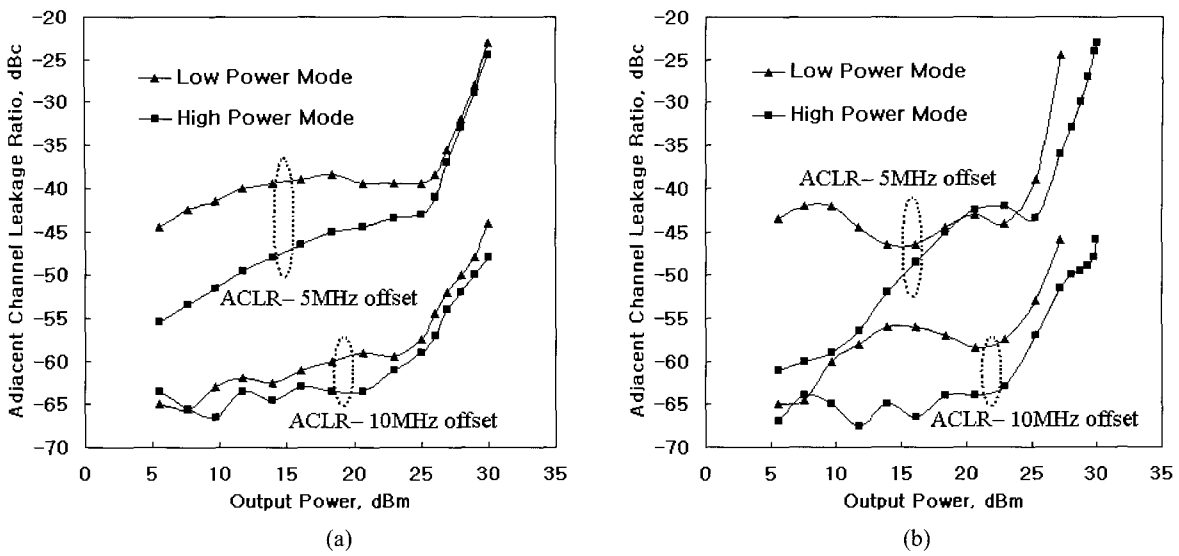 Adjacent Channel Leakage Ratio, dBc
-20
-25
-30
-35
-40
-45
-50
-55
-60
-65
-70
Low Power Mode
High Power Mode
ACLR– 5MHz offset
ACLR– 10MHz offset
0 5 10 15 20 25 30 35
Output Power, dBm
(a)
Adjacent Channel Leakage Ratio, dBc
-20
-25
-30
-35
-40
-45
-50
-55
-60
-65
-70
Low Power Mode
High Power Mode
ACLR– 5MHz offset
ACLR– 10MHz offset
0 5 10 15 20 25 30 35
Output Power, dBm
(b)